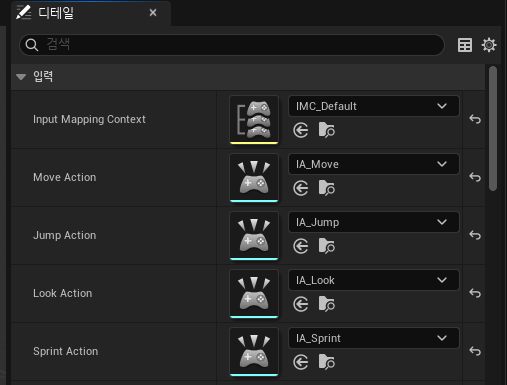 디테일
검색
입력
Input Mapping Context
IMC_Default
Move Action
IA_Move
Jump Action
IA_Jump
Look Action
IA_Look
Sprint Action
IA_Sprint